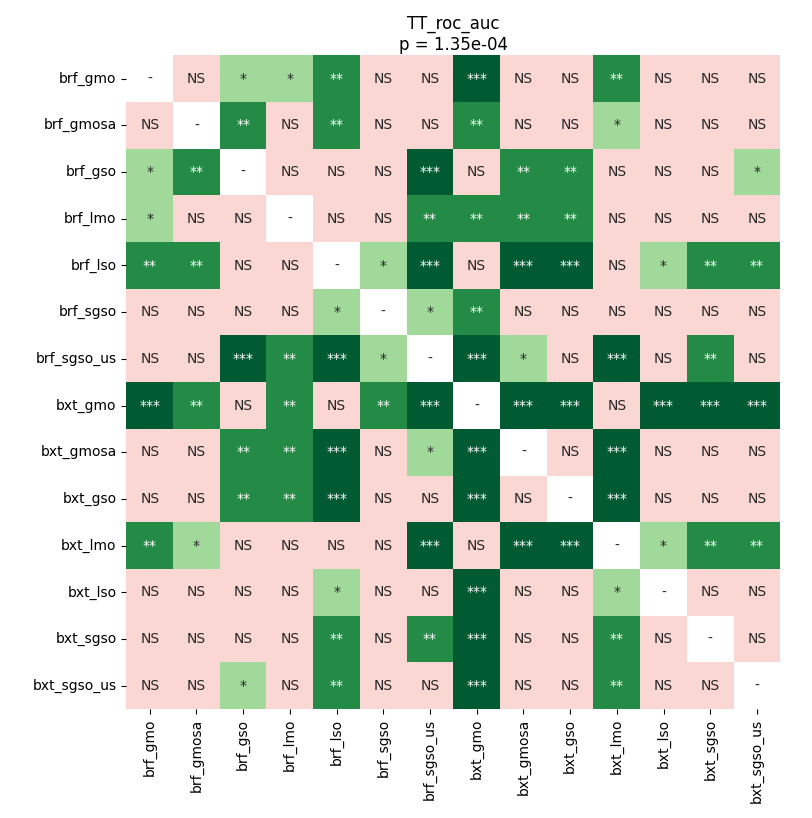 TT_roc_auc
p = 1.35e-04
brf_gmo - NS * * ** NS NS *** NS NS ** NS NS NS
brf_gmosa NS - ** NS ** NS NS ** NS NS * NS NS NS
brf_gso * ** - NS NS NS *** NS ** ** NS NS NS *
brf_lmo * NS NS - NS NS ** ** ** ** NS NS NS NS
brf_lso ** ** NS NS - * *** NS *** *** NS * ** **
brf_sgso NS NS NS NS * - * ** NS NS NS NS NS NS
brf_sgso_us NS NS *** ** *** * - *** * NS *** NS ** NS
bxt_gmo *** ** NS ** NS ** *** - *** *** NS *** *** ***
bxt_gmosa NS NS ** ** *** NS * *** - NS *** NS NS NS
bxt_gso NS NS ** ** *** NS NS *** NS - *** NS NS NS
bxt_lmo ** * NS NS NS NS *** NS *** *** - * ** **
bxt_lso NS NS NS NS * NS NS *** NS NS * - NS NS
bxt_sgso NS NS NS NS ** NS ** *** NS NS ** NS - NS
bxt_sgso_us NS NS * NS ** NS NS *** NS NS ** NS NS -
brf_gmo
brf_gmosa
brf_gso
brf_lmo
brf_lso
brf_sgso
brf_sgso_us
bxt_gmo
bxt_gmosa
bxt_gso
bxt_lmo
bxt_lso
bxt_sgso
bxt_sgso_us